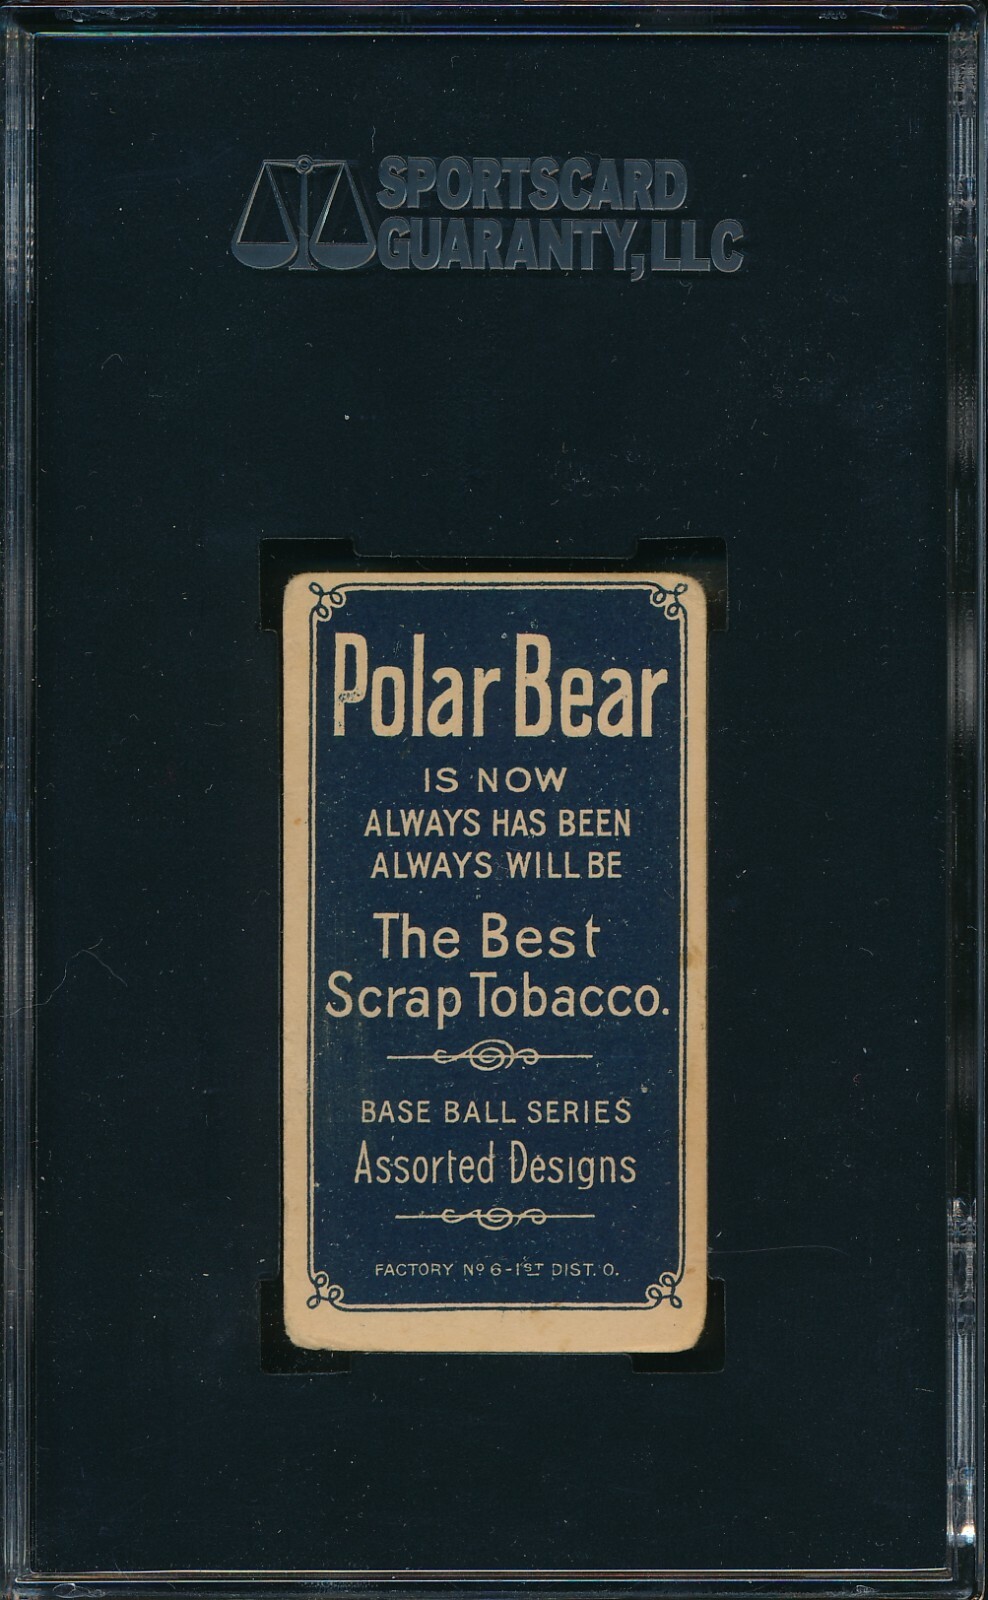 SPORTSCARD
GUARANTY, LLC
Polar Bear
IS NOW
ALWAYS HAS BEEN
ALWAYS WILL BE
The Best
Scrap Tobacco.
BASE BALL SERIES
Assorted Designs
FACTORY Nº 6-1ST DIST. O.